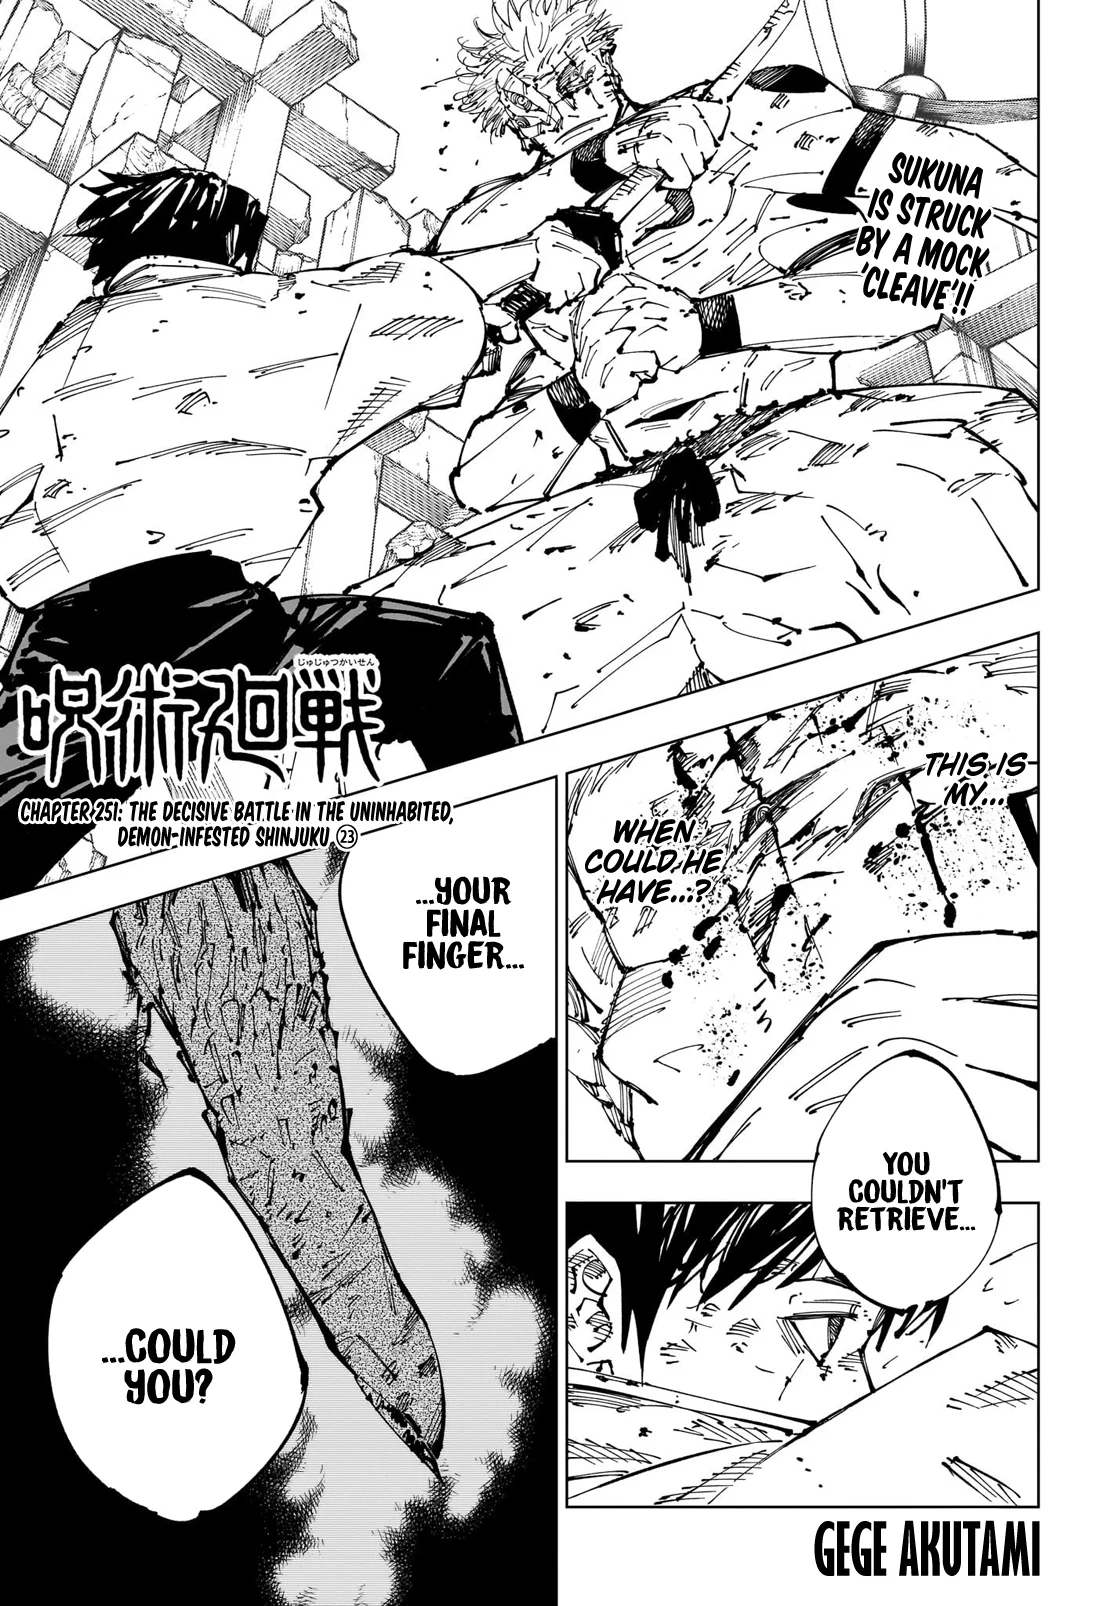 SUKUNA
IS STRUCK
BY A MOCK
'CLEAVE'!!
じゅじゅつかいせん
呪術廻戦
CHAPTER 251: THE DECISIVE BATTLE IN THE UNINHABITED,
DEMON-INFESTED SHINJUKU ㉓
THIS IS
MY...
WHEN
COULD HE
HAVE...?
YOU
COULDN'T
RETRIEVE...
...YOUR
FINAL
FINGER...
...COULD
YOU?
GEGE AKUTAMI